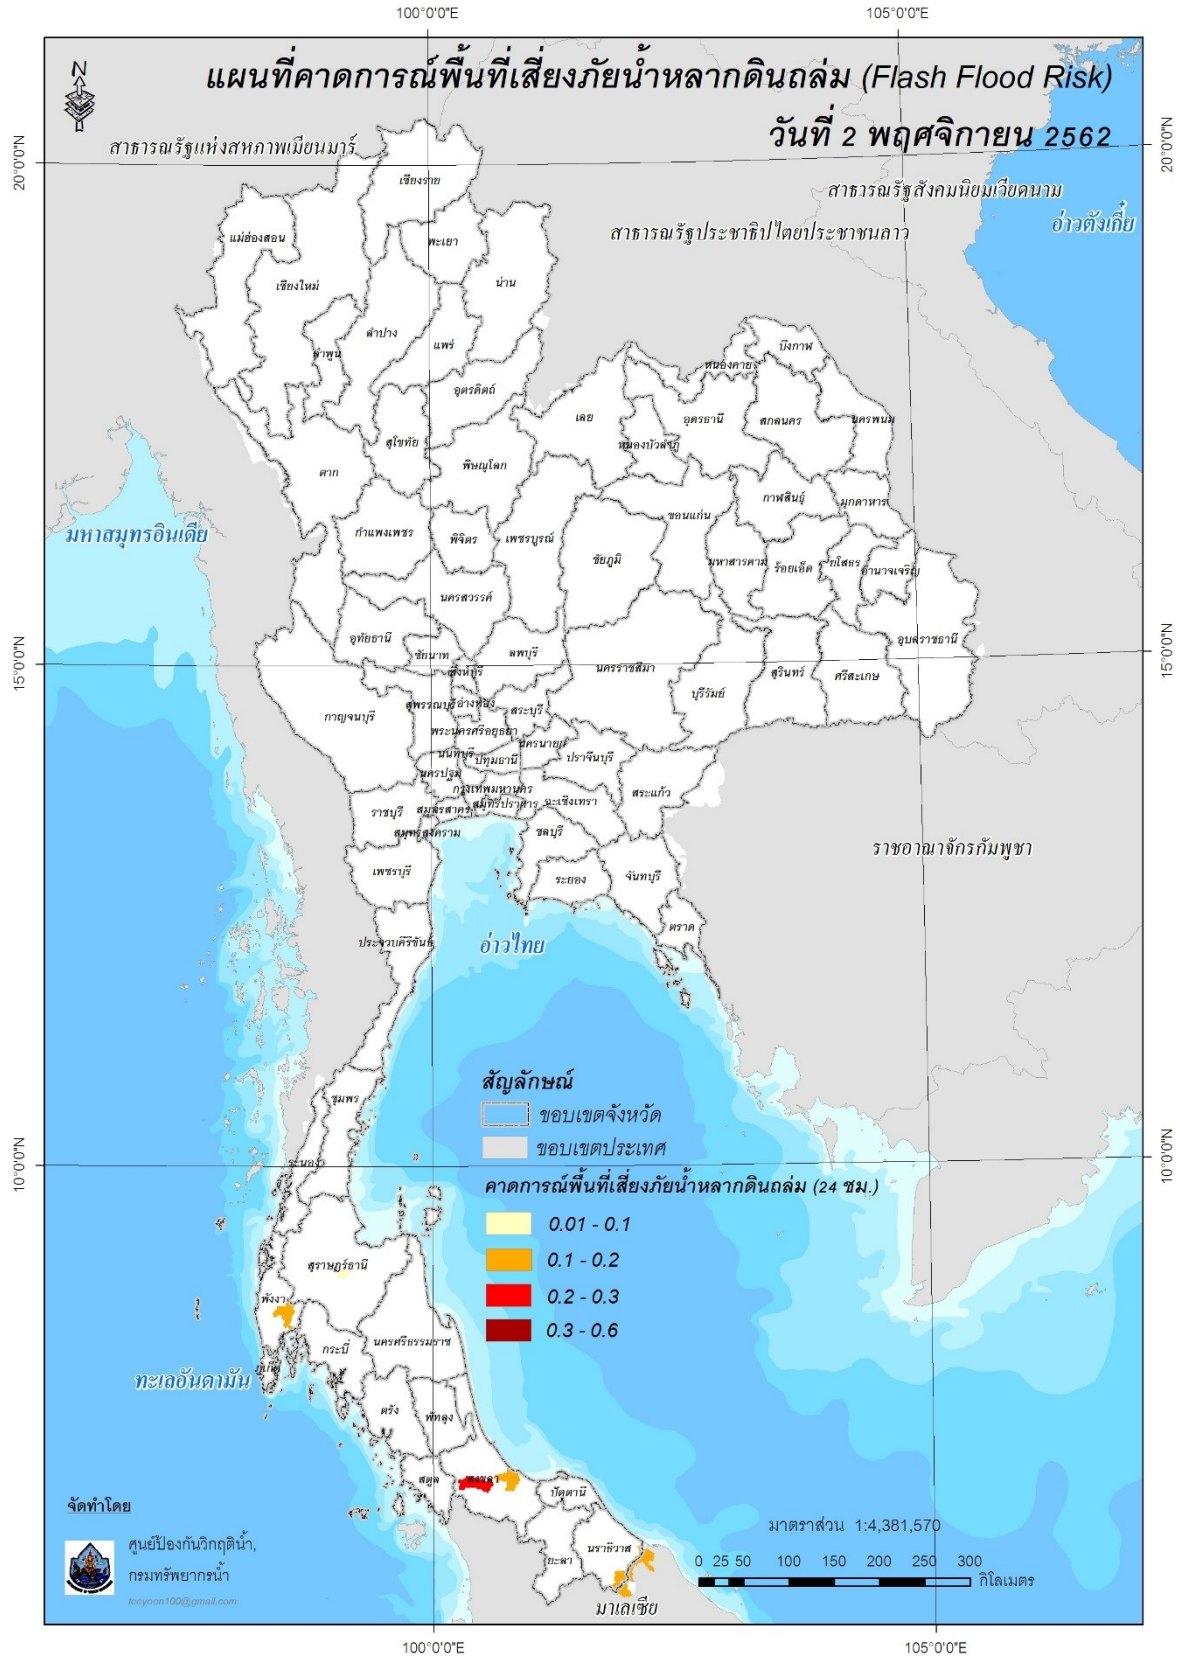 100°0'0"E
105°0'0"E
แผนที่คาดการณ์พื้นที่เสี่ยงภัยน้ำหลากดินถล่ม (Flash Flood Risk)
วันที่ 2 พฤศจิกายน 2562
N
20°0'0"N
20°0'0"N
สาธารณรัฐแห่งสหภาพเมียนมาร์
สาธารณรัฐสังคมนิยมเวียดนาม
สาธารณรัฐประชาธิปไตยประชาชนลาว
อ่าวตังเกี๋ย
เชียงราย
แม่ฮ่องสอน
พะเยา
น่าน
เชียงใหม่
ลำปาง
แพร่
ลำพูน
บึงกาฬ
หนองคาย
อุตรดิตถ์
เลย
อุดรธานี
สกลนคร
นครพนม
สุโขทัย
หนองบัวลำภู
ตาก
พิษณุโลก
กาฬสินธุ์
มุกดาหาร
ขอนแก่น
มหาสมุทรอินเดีย
กำแพงเพชร
พิจิตร
เพชรบูรณ์
ชัยภูมิ
มหาสารคาม
ร้อยเอ็ด
ยโสธร
อำนาจเจริญ
นครสวรรค์
อุทัยธานี
ชัยนาท
ลพบุรี
อุบลราชธานี
15°0'0"N
15°0'0"N
สิงห์บุรี
นครราชสีมา
สุรินทร์
ศรีสะเกษ
บุรีรัมย์
กาญจนบุรี
สุพรรณบุรี
อ่างทอง
สระบุรี
พระนครศรีอยุธยา
นครนายก
นนทบุรี
ปทุมธานี
ปราจีนบุรี
นครปฐม
กรุงเทพมหานคร
สระแก้ว
ราชบุรี
สมุทรสาคร
สมุทรปราการ
ฉะเชิงเทรา
สมุทรสงคราม
ชลบุรี
ราชอาณาจักรกัมพูชา
เพชรบุรี
ระยอง
จันทบุรี
ตราด
ประจวบคีรีขันธ์
อ่าวไทย
สัญลักษณ์
ขอบเขตจังหวัด
ขอบเขตประเทศ
ชุมพร
ระนอง
10°0'0"N
10°0'0"N
คาดการณ์พื้นที่เสี่ยงภัยน้ำหลากดินถล่ม (24 ชม.)
0.01 - 0.1
0.1 - 0.2
0.2 - 0.3
0.3 - 0.6
สุราษฎร์ธานี
พังงา
กระบี่
นครศรีธรรมราช
ภูเก็ต
ทะเลอันดามัน
ตรัง
พัทลุง
สตูล
สงขลา
ปัตตานี
ยะลา
นราธิวาส
มาเลเซีย
จัดทำโดย
ศูนย์ป้องกันวิกฤติน้ำ,
กรมทรัพยากรน้ำ
teeyoon100@gmail.com
มาตราส่วน 1:4,381,570
0 25 50 100 150 200 250 300
กิโลเมตร
100°0'0"E
105°0'0"E